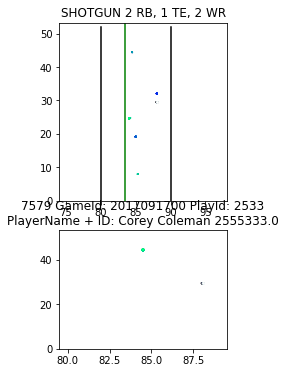 SHOTGUN 2 RB, 1 TE, 2 WR
50
40
30
20
10
0
75 80 85 90 95
7579 GameId: 2017091700 PlayId: 2533
PlayerName + ID: Corey Coleman 2555333.0
40
20
0
80.0 82.5 85.0 87.5